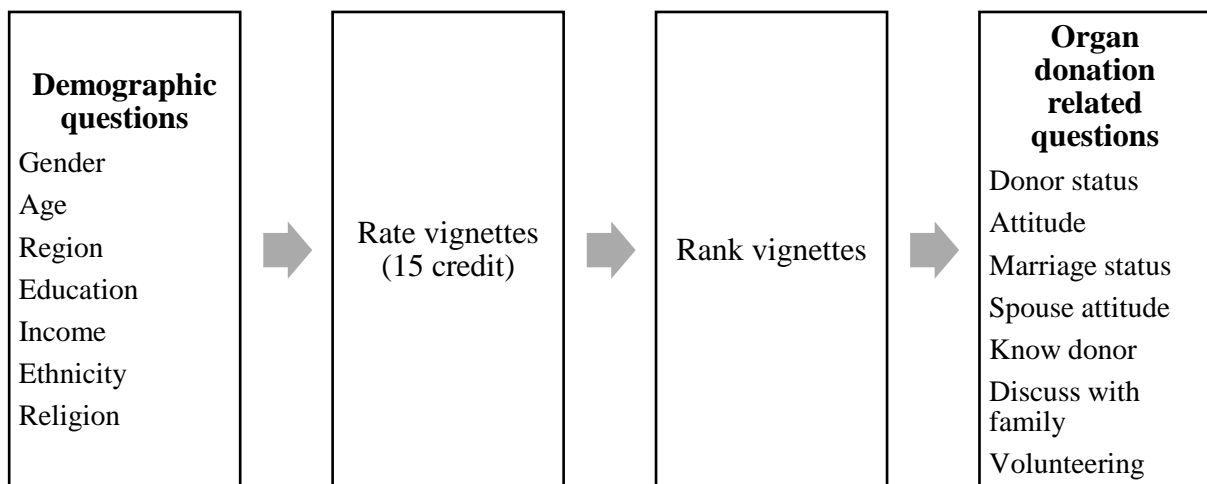 Demographic
questions
Gender
Age
Region
Education
Income
Ethnicity
Religion
Rate vignettes
(15 credit)
Rank vignettes
Organ
donation
related
questions
Donor status
Attitude
Marriage status
Spouse attitude
Know donor
Discuss with
family
Volunteering